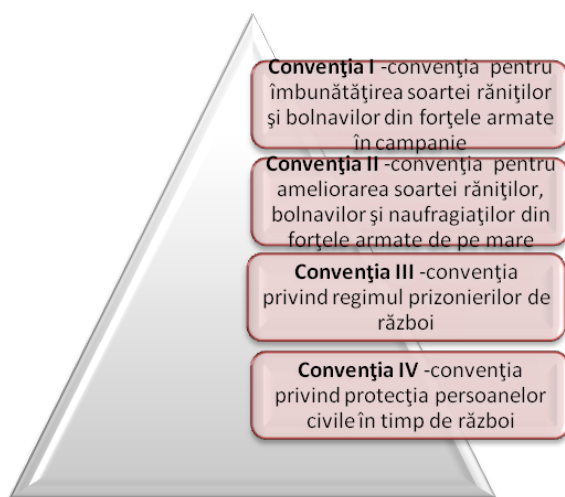 Convenţia I -convenţia pentru
îmbunătăţirea soartei răniţilor
şi bolnavilor din forţele armate
în campanie
Convenţia II -convenţia pentru
ameliorarea soartei răniţilor,
bolnavilor şi naufragiaţilor din
forţele armate de pe mare
Convenţia III -convenţia
privind regimul prizonierilor de
război
Convenţia IV -convenţia
privind protecţia persoanelor
civile în timp de război